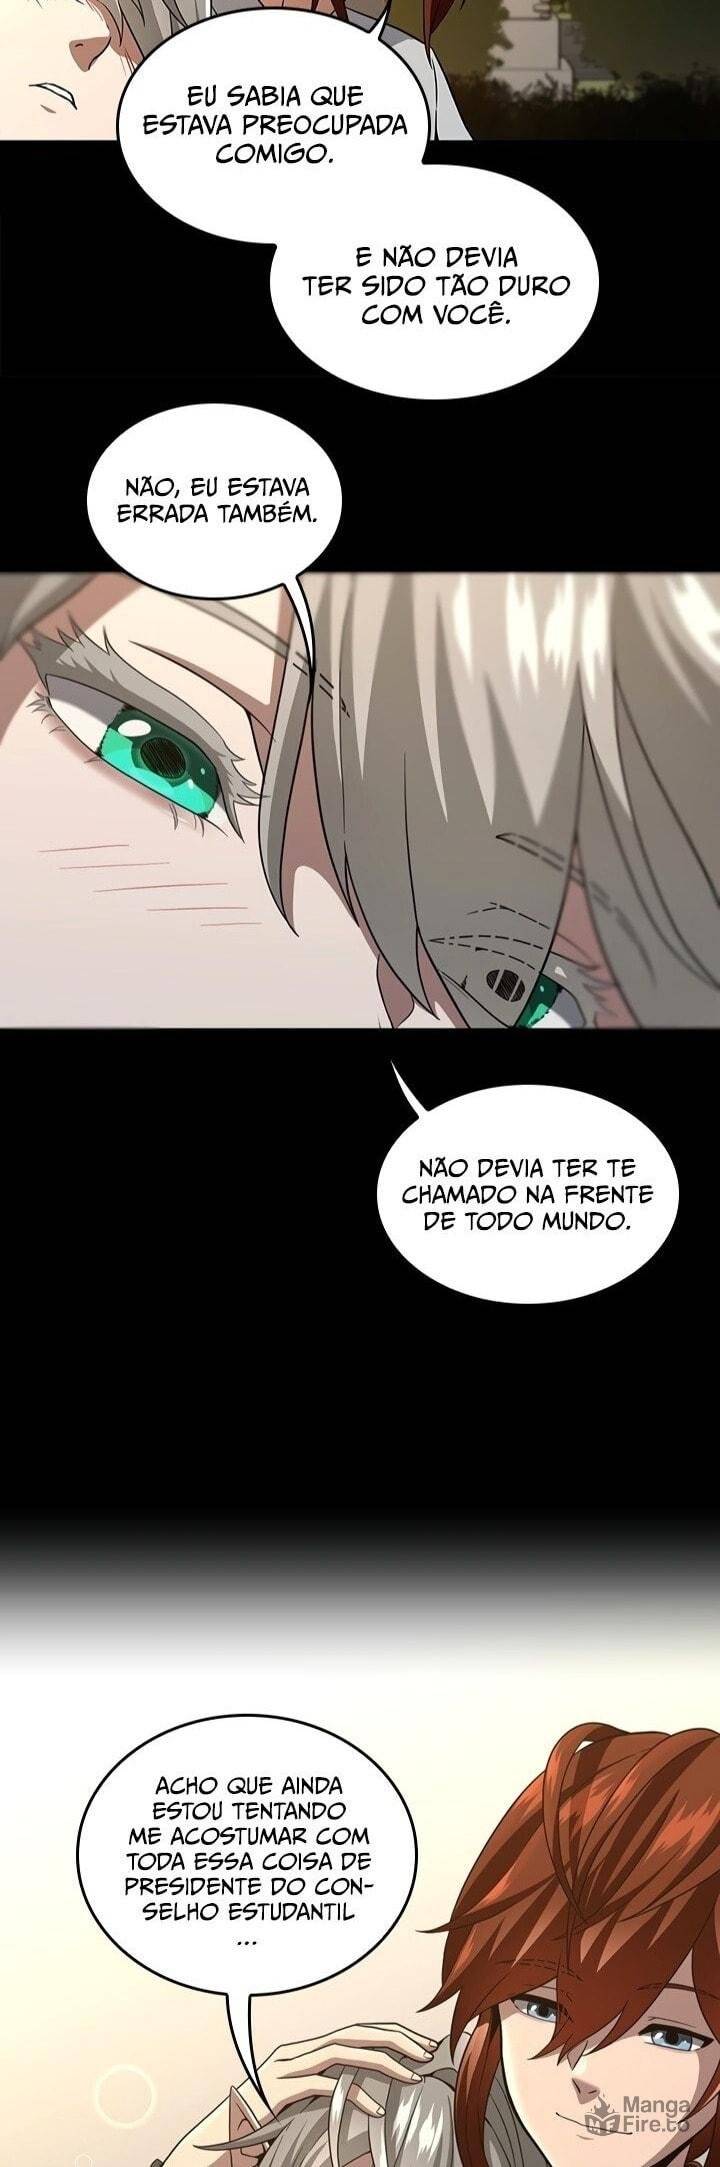 EU SABIA QUE
ESTAVA PREOCUPADA
COMIGO.
E NÃO DEVIA
TER SIDO TÃO DURO
COM VOCÊ.
NÃO, EU ESTAVA
ERRADA TAMBÉM.
NÃO DEVIA TER TE
CHAMADO NA FRENTE
DE TODO MUNDO.
ACHO QUE AINDA
ESTOU TENTANDO
ME ACOSTUMAR COM
TODA ESSA COISA DE
PRESIDENTE DO CON-
SELHO ESTUDANTIL
...
Manga
Fire.to